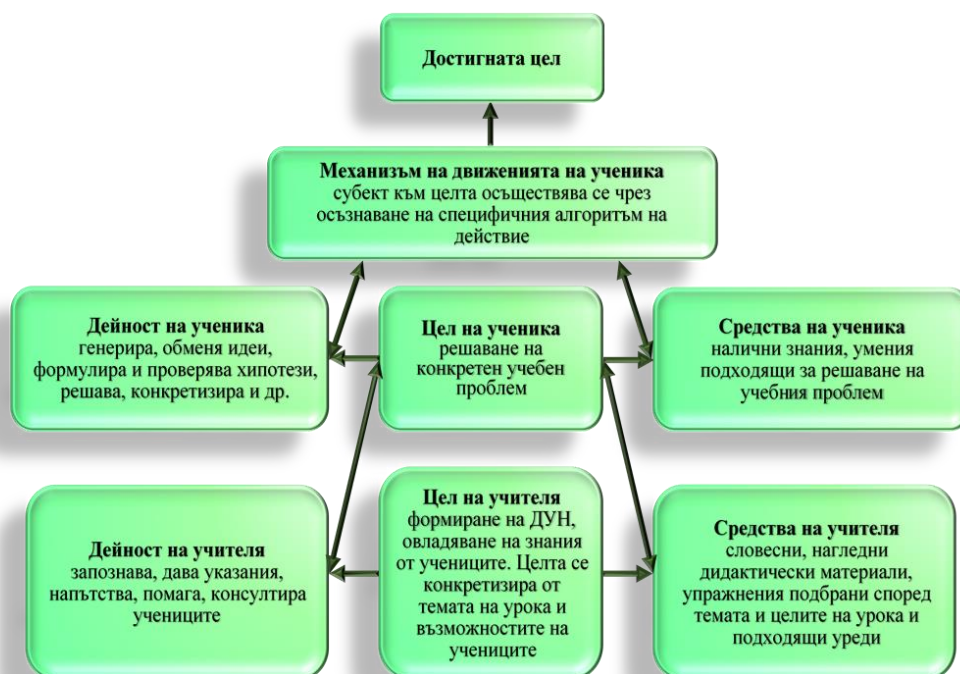 Достигната цел
Механизъм на движенията на ученика
субект към целта осъществява се чрез
осъзнаване на специфичния алгоритъм на
действие
Дейност на ученика
генерира, обменя идеи,
формулира и проверява хипотези,
решава, конкретизира и др.
Цел на ученика
решаване на
конкретен учебен
проблем
Средства на ученика
налични знания, умения
подходящи за решаване на
учебния проблем
Дейност на учителя
запознава, дава указания,
напътства, помага, консултира
учениците
Цел на учителя
формиране на ДУН,
овладяване на знания
от учениците. Целта се
конкретизира от
темата на урока и
възможностите на
учениците
Средства на учителя
словесни, нагледни
дидактически материали,
упражнения подбрани според
темата и целите на урока и
подходящи уреди